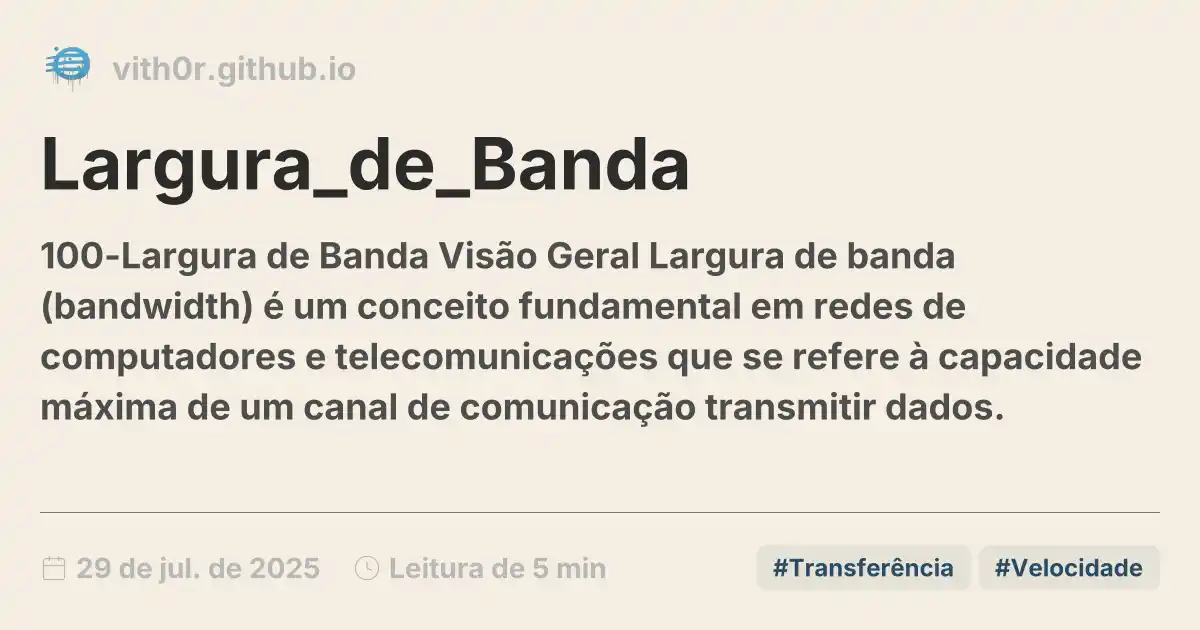 vith0r.github.io
Largura_de_Banda
100-Largura de Banda Visão Geral Largura de banda
(bandwidth) é um conceito fundamental em redes de
computadores e telecomunicações que se refere à capacidade
máxima de um canal de comunicação transmitir dados.
29 de jul. de 2025 Leitura de 5 min #Transferência #Velocidade